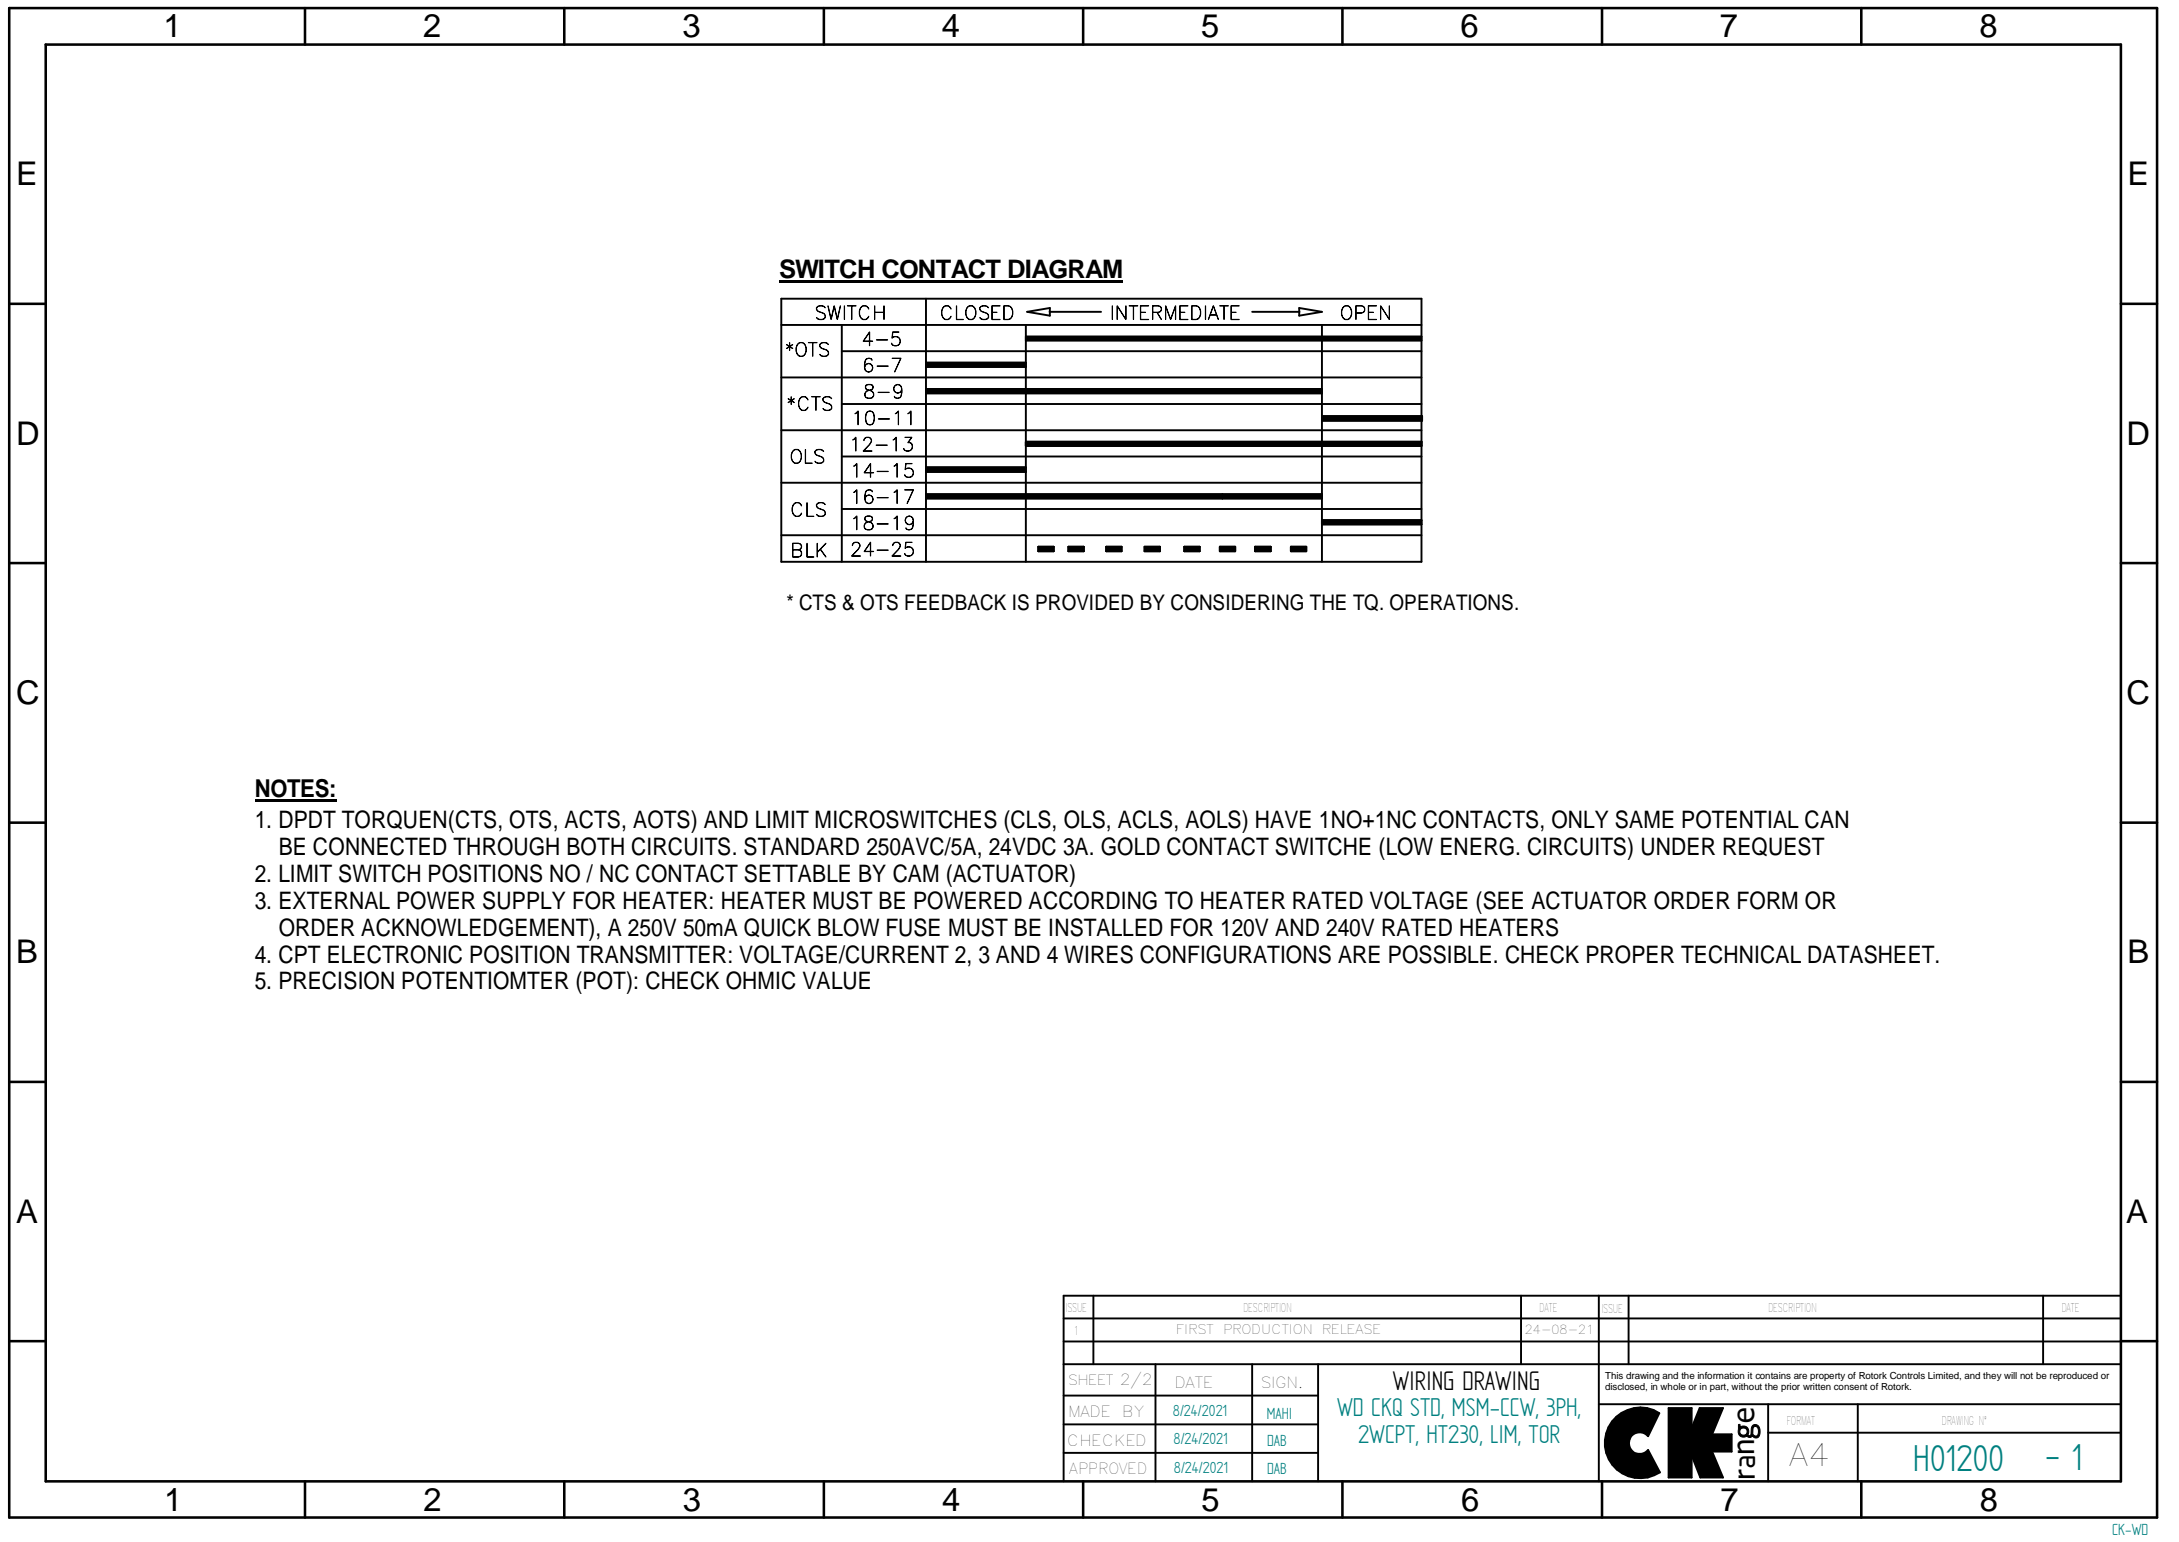 1 2 3 4 5 6 7 8
E E
SWITCH CONTACT DIAGRAM
SWITCH CLOSED INTERMEDIATE OPEN
*OTS 4-5
6-7
*CTS 8-9
10-11
D D
OLS 12-13
14-15
CLS 16-17
18-19
BLK 24-25
* CTS & OTS FEEDBACK IS PROVIDED BY CONSIDERING THE TQ. OPERATIONS.
C C
NOTES:
1. DPDT TORQUEN(CTS, OTS, ACTS, AOTS) AND LIMIT MICROSWITCHES (CLS, OLS, ACLS, AOLS) HAVE 1NO+1NC CONTACTS, ONLY SAME POTENTIAL CAN
BE CONNECTED THROUGH BOTH CIRCUITS. STANDARD 250AVC/5A, 24VDC 3A. GOLD CONTACT SWITCHE (LOW ENERG. CIRCUITS) UNDER REQUEST
2. LIMIT SWITCH POSITIONS NO / NC CONTACT SETTABLE BY CAM (ACTUATOR)
3. EXTERNAL POWER SUPPLY FOR HEATER: HEATER MUST BE POWERED ACCORDING TO HEATER RATED VOLTAGE (SEE ACTUATOR ORDER FORM OR
ORDER ACKNOWLEDGEMENT), A 250V 50mA QUICK BLOW FUSE MUST BE INSTALLED FOR 120V AND 240V RATED HEATERS
B B
4. CPT ELECTRONIC POSITION TRANSMITTER: VOLTAGE/CURRENT 2, 3 AND 4 WIRES CONFIGURATIONS ARE POSSIBLE. CHECK PROPER TECHNICAL DATASHEET.
5. PRECISION POTENTIOMTER (POT): CHECK OHMIC VALUE
A A
ISSUE DESCRIPTION DATE ISSUE DESCRIPTION DATE
1 FIRST PRODUCTION RELEASE 24-08-21
SHEET 2/2 DATE SIGN.
MADE BY 8/24/2021 MAHI
CHECKED 8/24/2021 DAB
APPROVED 8/24/2021 DAB
WIRING DRAWING
WD CKQ STD, MSM-CCW, 3PH,
2WCPT, HT230, LIM, TOR
This drawing and the information it contains are property of Rotork Controls Limited, and they will not be reproduced or
disclosed, in whole or in part, without the prior written consent of Rotork.
CK range
FORMAT DRAWING N°
A4 H01200 - 1
1 2 3 4 5 6 7 8
CK-WD